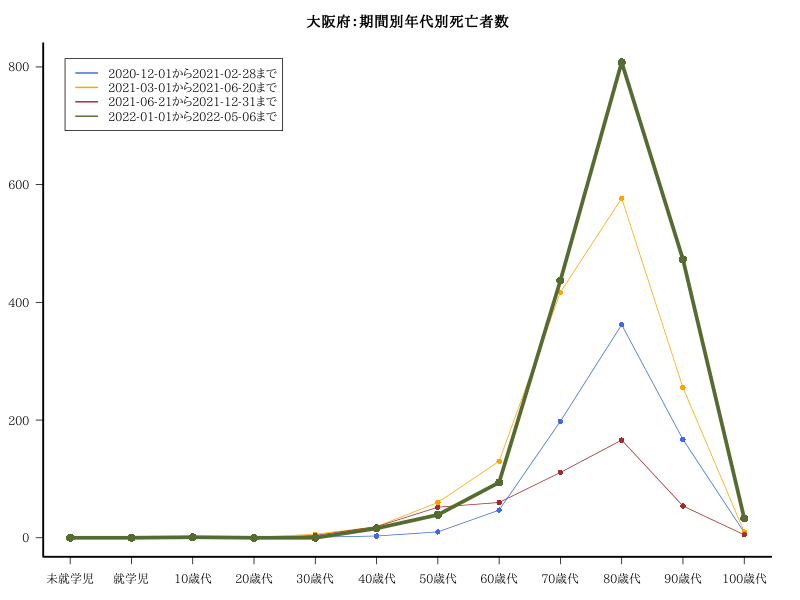 大阪府:期間別年代別死亡者数
2020-12-01から2021-02-28まで
2021-03-01から2021-06-20まで
2021-06-21から2021-12-31まで
2022-01-01から2022-05-06まで
800
600
400
200
0
未就学児 就学児 10歳代 20歳代 30歳代 40歳代 50歳代 60歳代 70歳代 80歳代 90歳代 100歳代